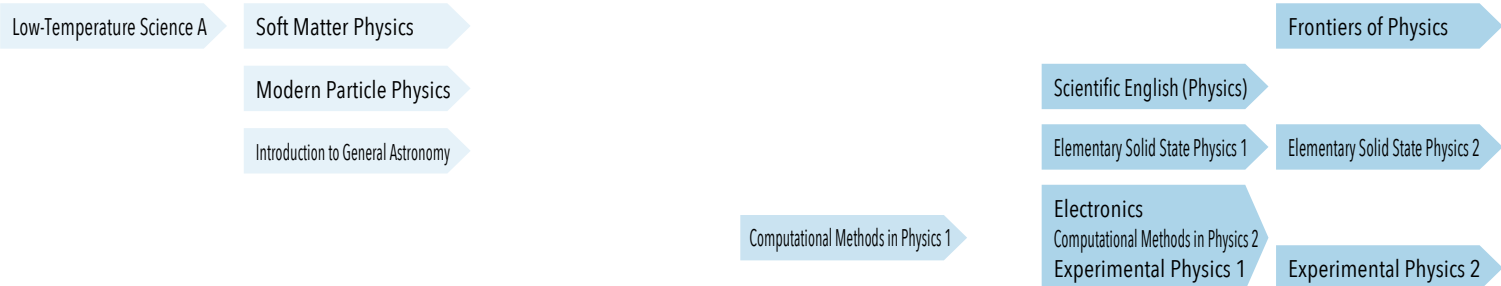 Low-Temperature Science A
Soft Matter Physics
Frontiers of Physics
Modern Particle Physics
Scientific English (Physics)
Introduction to General Astronomy
Elementary Solid State Physics 1
Elementary Solid State Physics 2
Computational Methods in Physics 1
Electronics
Computational Methods in Physics 2
Experimental Physics 1
Experimental Physics 2